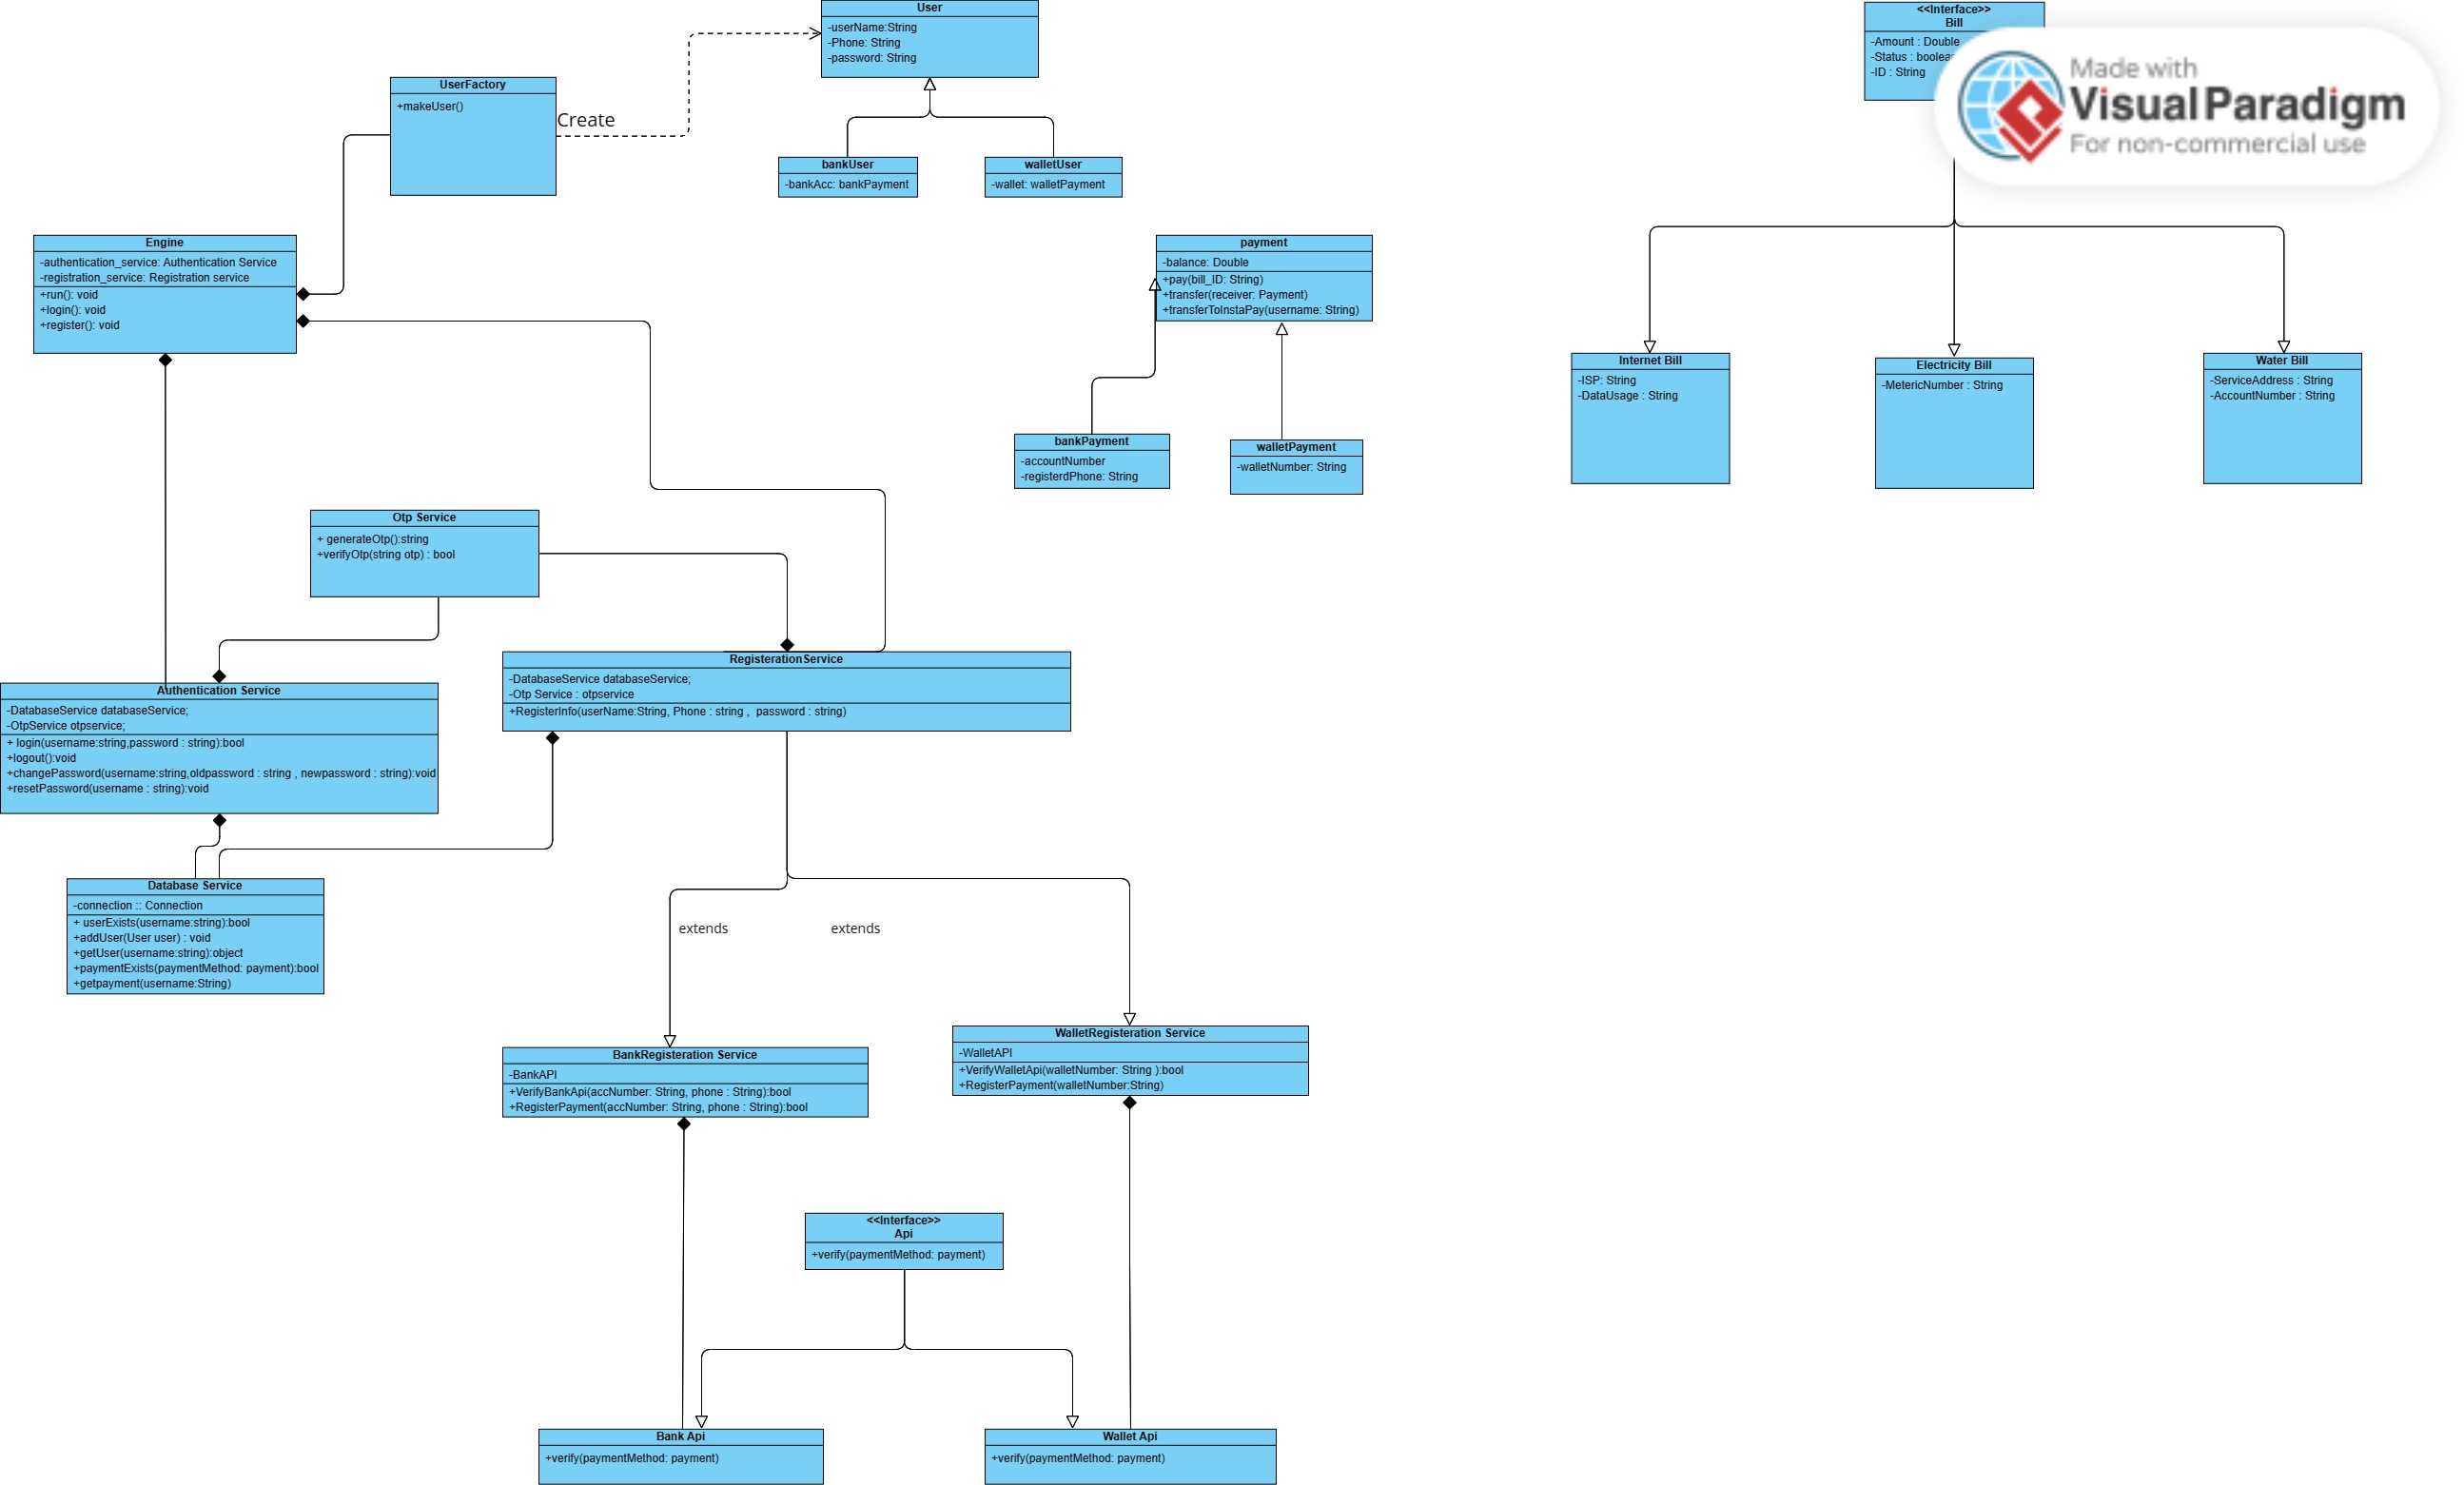 User
-userName:String
-Phone: String
-password: String
UserFactory
+makeUser()
Create
bankUser
-bankAcc: bankPayment
walletUser
-wallet: walletPayment
<<Interface>>
Bill
-Amount : Double
-Status : boolea
-ID : String
Made with
Visual Paradigm
For non-commercial use
Engine
-authentication_service: Authentication Service
-registration_service: Registration service
+run(): void
+login(): void
+register(): void
payment
-balance: Double
+pay(bill_ID: String)
+transfer(receiver: Payment)
+transferToInstaPay(username: String)
Internet Bill
-ISP: String
-DataUsage : String
Electricity Bill
-MetericNumber : String
Water Bill
-ServiceAddress : String
-AccountNumber : String
bankPayment
-accountNumber
-registerdPhone: String
walletPayment
-walletNumber: String
Otp Service
+ generateOtp():string
+verifyOtp(string otp) : bool
RegisterationService
-DatabaseService databaseService;
-Otp Service : otpservice
+RegisterInfo(userName:String, Phone : string ,  password : string)
Authentication Service
-DatabaseService databaseService;
-OtpService otpservice;
+ login(username:string,password : string):bool
+logout():void
+changePassword(username:string,oldpassword : string , newpassword : string):void
+resetPassword(username : string):void
Database Service
-connection :: Connection
+ userExists(username:string):bool
+addUser(User user) : void
+getUser(username:string):object
+paymentExists(paymentMethod: payment):bool
+getpayment(username:String)
extends
extends
BankRegisteration Service
-BankAPI
+VerifyBankApi(accNumber: String, phone : String):bool
+RegisterPayment(accNumber: String, phone : String):bool
WalletRegisteration Service
-WalletAPI
+VerifyWalletApi(walletNumber: String ):bool
+RegisterPayment(walletNumber:String)
<<Interface>>
Api
+verify(paymentMethod: payment)
Bank Api
+verify(paymentMethod: payment)
Wallet Api
+verify(paymentMethod: payment)